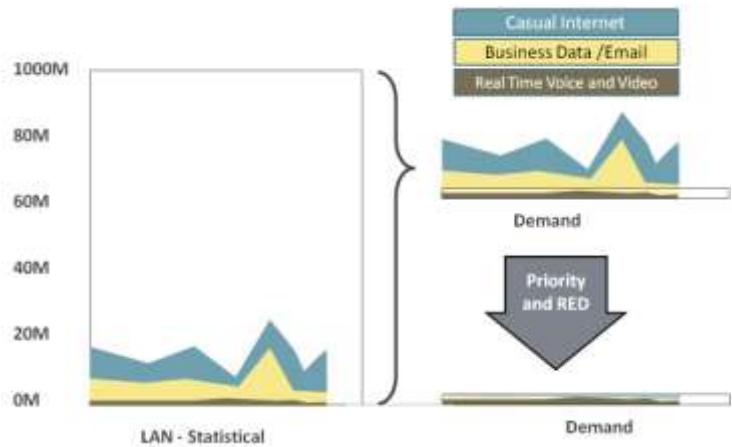 Casual Internet
Business Data /Email
Real Time Voice and Video
1000M
80M
60M
40M
20M
0M
LAN - Statistical
Demand
Priority
and RED
Demand